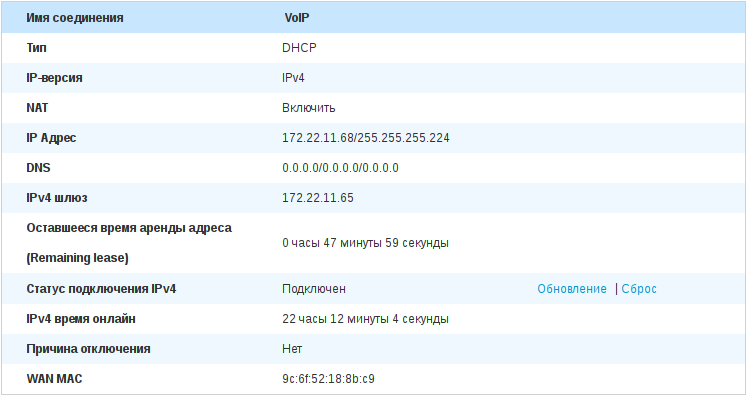 Имя соединения VoIP
Тип DHCP
IP-версия IPv4
NAT Включить
IP Адрес 172.22.11.68/255.255.255.224
DNS 0.0.0.0/0.0.0.0/0.0.0.0
IPv4 шлюз 172.22.11.65
Оставшееся время аренды адреса
(Remaining lease) 0 часы 47 минуты 59 секунды
Статус подключения IPv4 Подключен Обновление | Сброс
IPv4 время онлайн 22 часы 12 минуты 4 секунды
Причина отключения Нет
WAN MAC 9c:6f:52:18:8b:c9